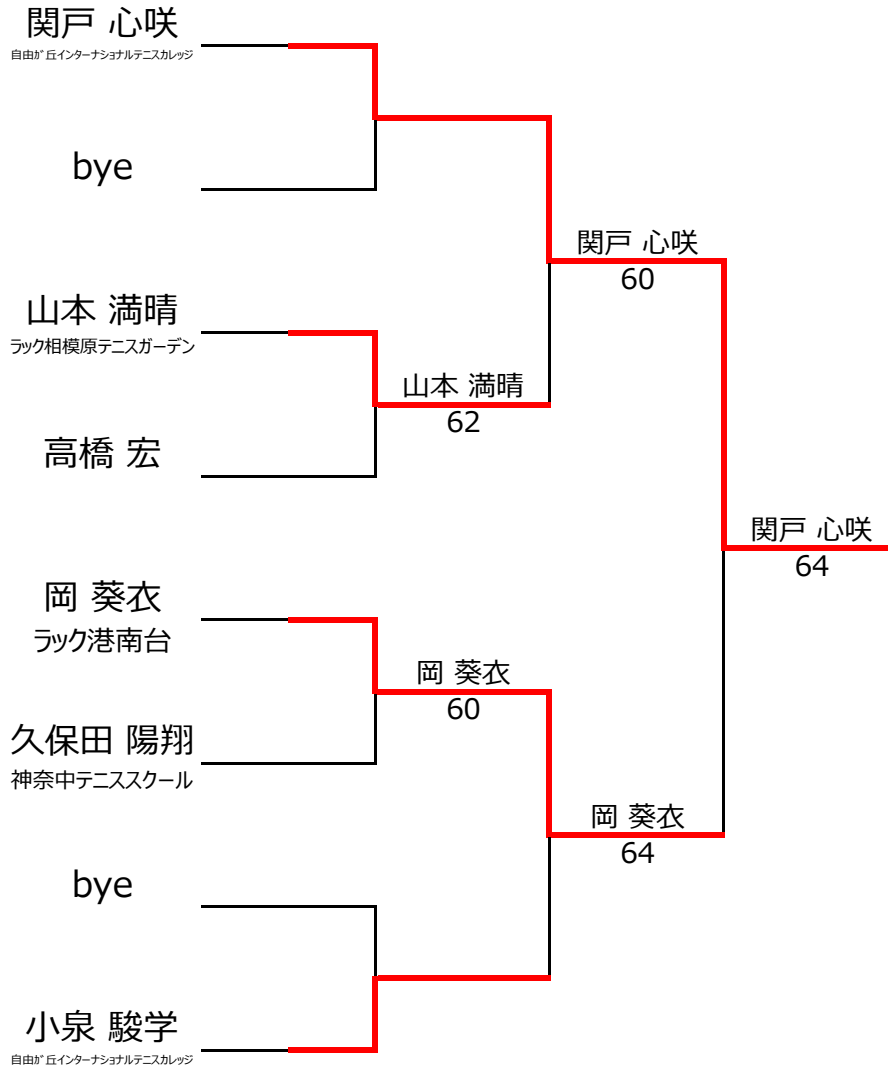 関戸 心咲
自由が丘インターナショナルテニスカレッジ
bye
山本 満晴
ラック相模原テニスガーデン
高橋 宏
岡 葵衣
ラック港南台
久保田 陽翔
神奈中テニススクール
bye
小泉 駿学
自由が丘インターナショナルテニスカレッジ
山本 満晴
62
岡 葵衣
60
関戸 心咲
60
岡 葵衣
64
関戸 心咲
64